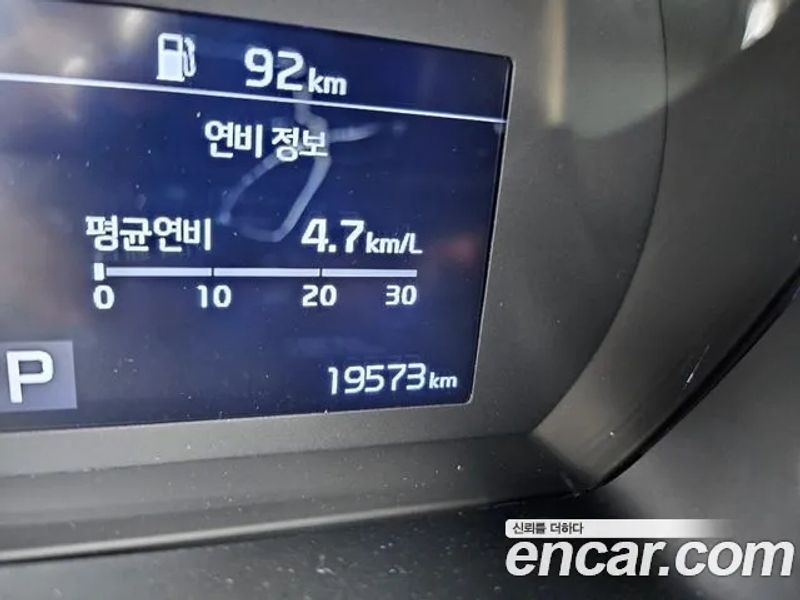 92km
연비 정보
평균연비 4.7km/L
0 10 20 30
P 19573km
신뢰를 더하다
encar.com